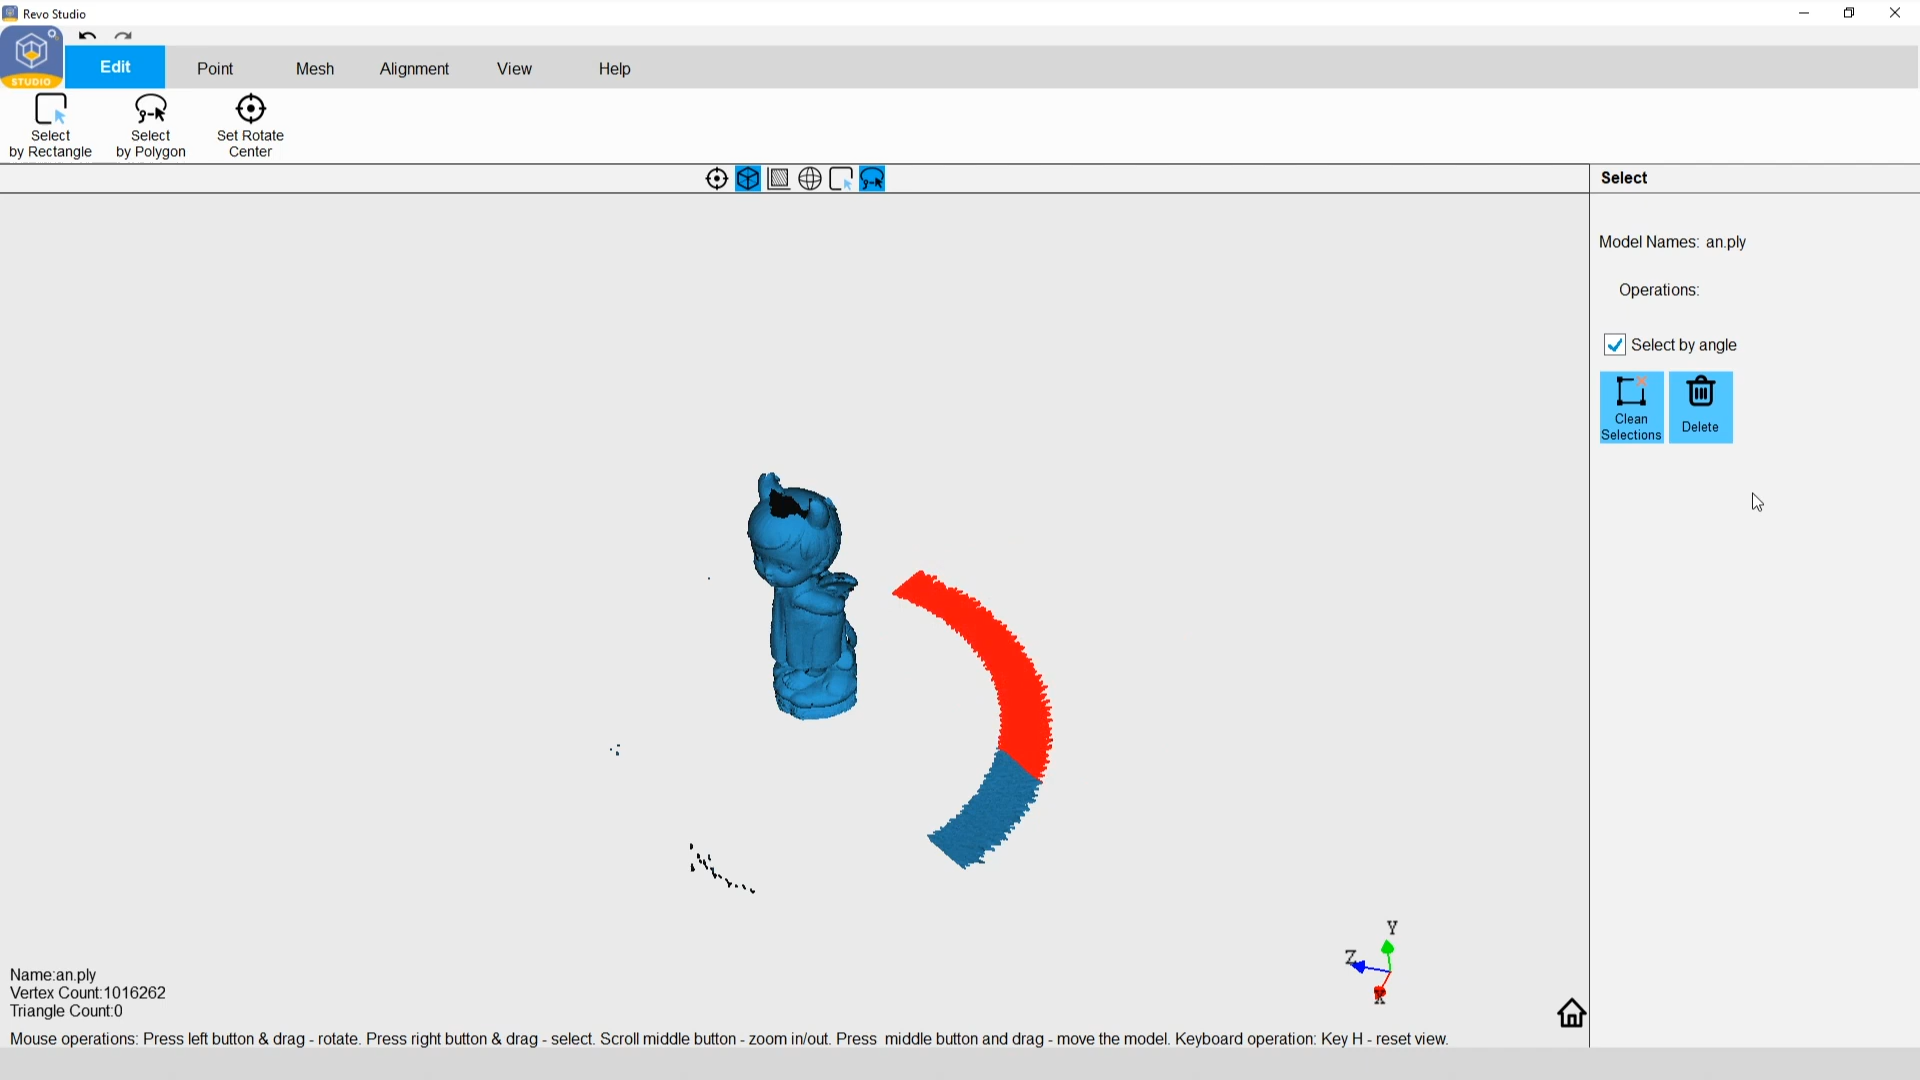 Revo Studio
STUDIO
Edit
Point
Mesh
Alignment
View
Help
Select
by Rectangle
Select
by Polygon
Set Rotate
Center
Select
Model Names: an.ply
Operations:
Select by angle
Clean
Selections
Delete
Y
Z
X
Name:an.ply
Vertex Count:1016262
Triangle Count:0
Mouse operations: Press left button & drag - rotate. Press right button & drag - select. Scroll middle button - zoom in/out. Press  middle button and drag - move the model. Keyboard operation: Key H - reset view.